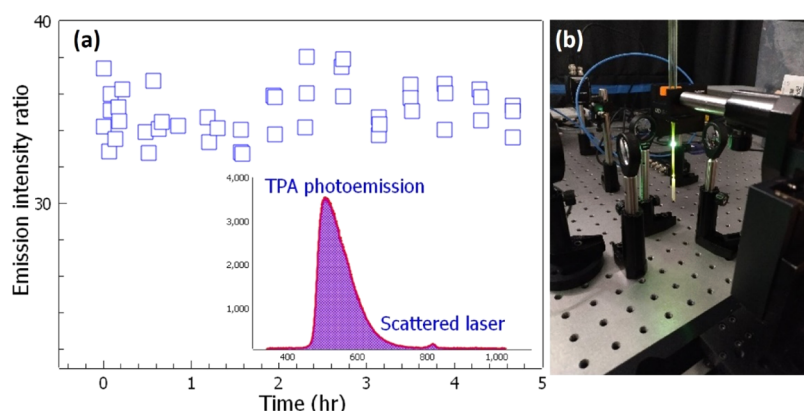 (a)
(b)
40
30
Emission intensity ratio
TPA photoemission
4,000
3,000
2,000
1,000
Scattered laser
400
600
800
1,000
0
1
2
3
4
5
Time (hr)